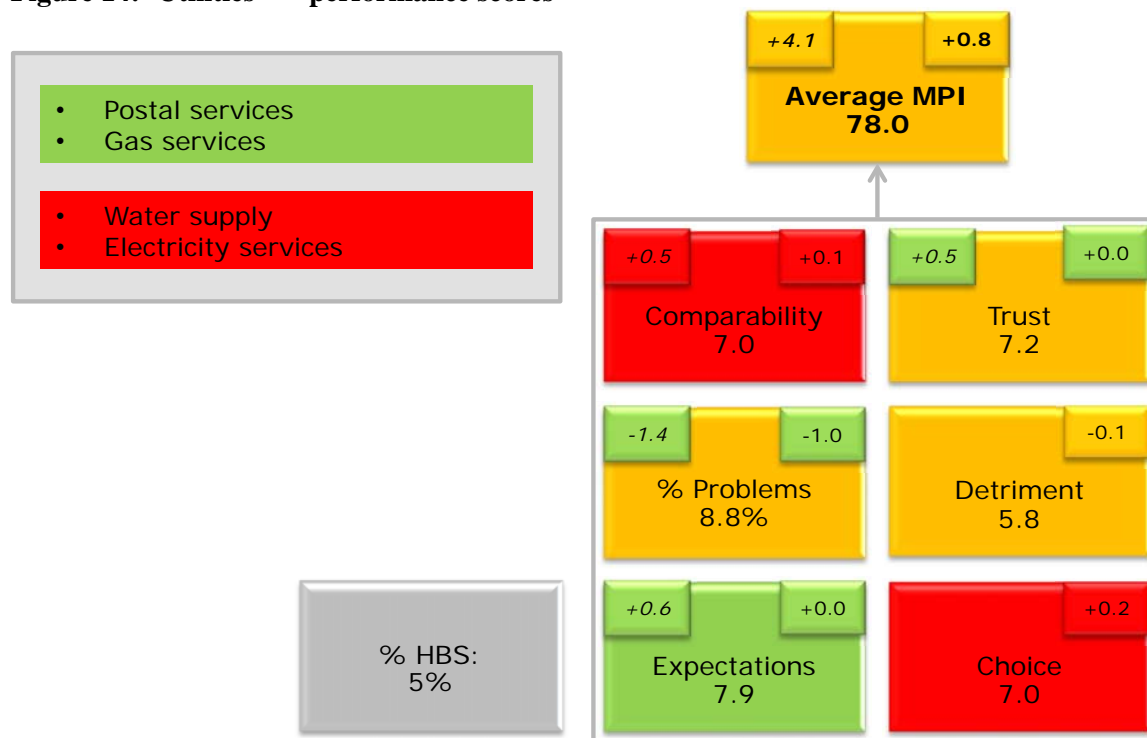 • Postal services
• Gas services
• Water supply
• Electricity services
+4.1 +0.8
Average MPI
78.0
+0.5 +0.1
Comparability
7.0
+0.5 +0.0
Trust
7.2
-1.4 -1.0
% Problems
8.8%
-0.1
Detriment
5.8
% HBS:
5%
+0.6 +0.0
Expectations
7.9
+0.2
Choice
7.0